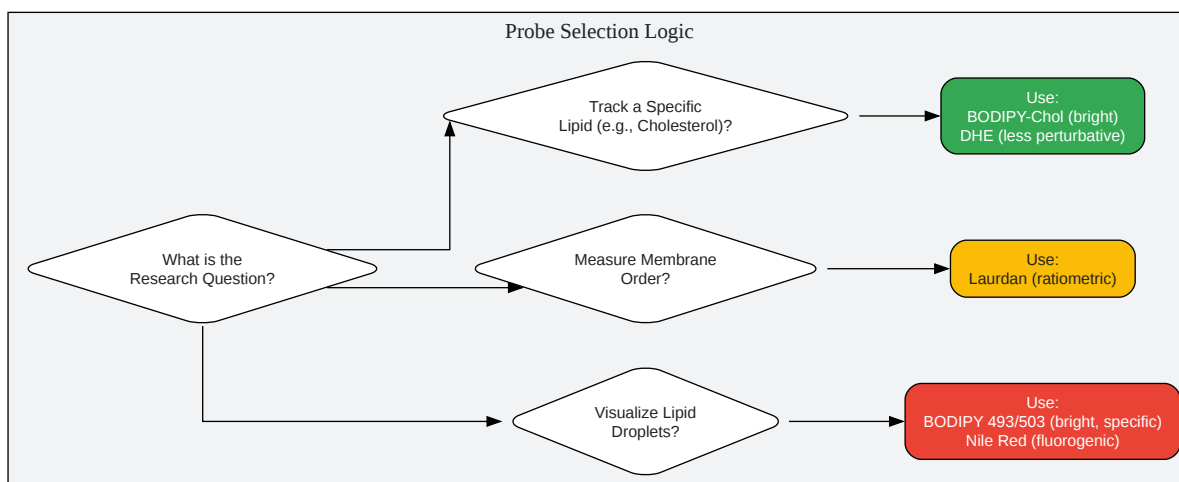 Probe Selection Logic
Track a Specific
Lipid (e.g., Cholesterol)?
Use:
BODIPY-Chol (bright)
DHE (less perturbative)
What is the
Research Question?
Measure Membrane
Order?
Use:
Laurdan (ratiometric)
Visualize Lipid
Droplets?
Use:
BODIPY 493/503 (bright, specific)
Nile Red (fluorogenic)